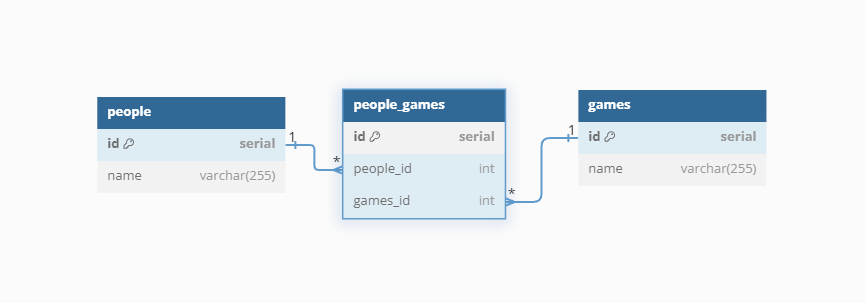 people
id serial
name varchar(255)
1
*
people_games
id serial
people_id int
games_id int
*
1
games
id serial
name varchar(255)